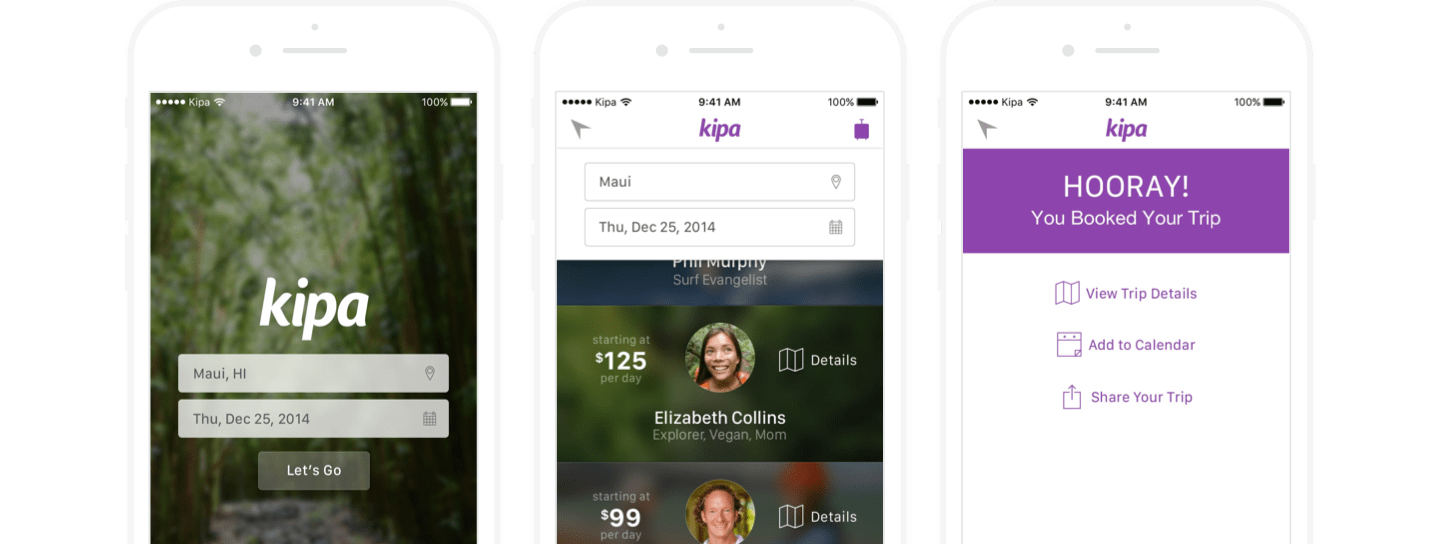 Kipa
9:41 AM
100%
kipa
Maui, HI
Thu, Dec 25, 2014
Let's Go
Kipa
9:41 AM
100%
kipa
Maui
Thu, Dec 25, 2014
Phil Murphy
Surf Evangelist
starting at
$125
per day
Details
Elizabeth Collins
Explorer, Vegan, Mom
starting at
$99
per day
Details
Kipa
9:41 AM
100%
kipa
HOORAY!
You Booked Your Trip
View Trip Details
Add to Calendar
Share Your Trip